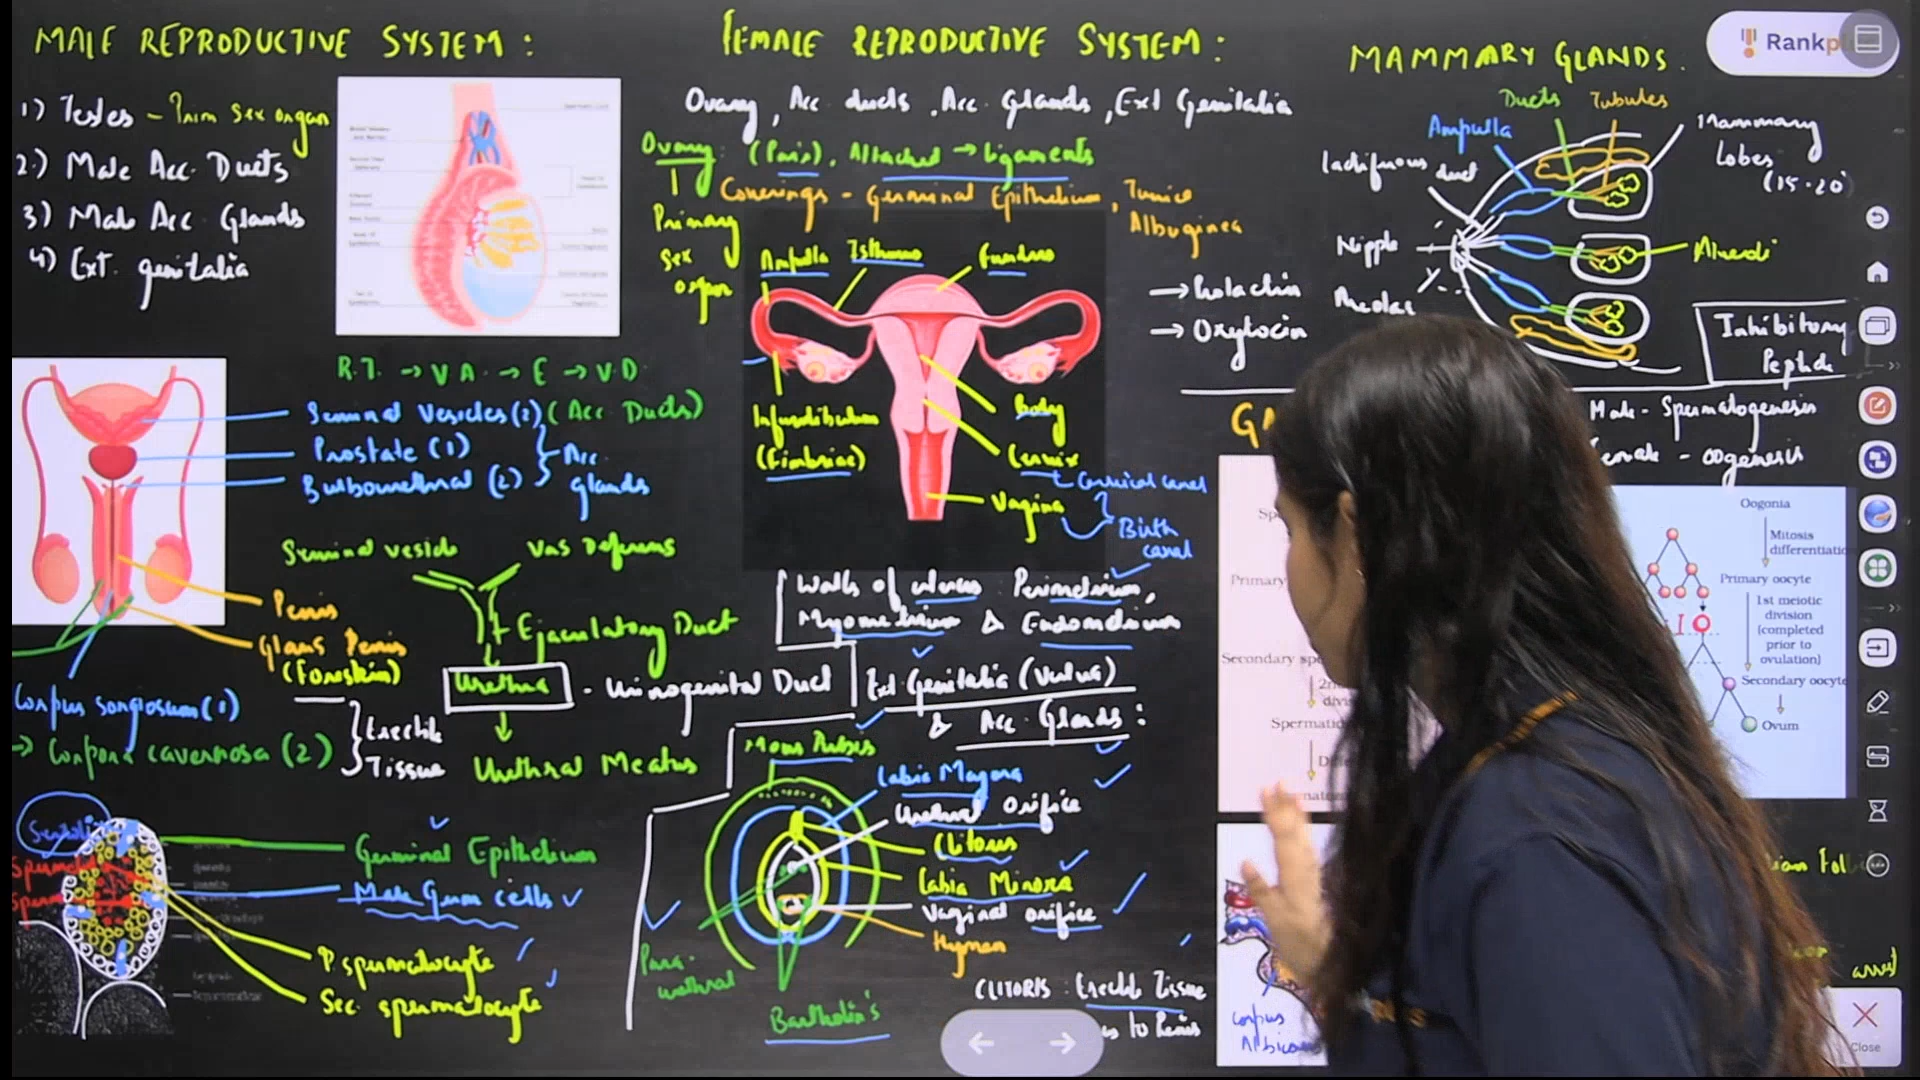 MALE REPRODUCTIVE SYSTEM :
1) Testes - Prim sex organ
2.) Male Acc. Ducts
3) Male Acc Glands
4) Ext. genitalia
R.T. → V A. → E → V D.
Seminal Vesicles (2) (Acc Ducts)
Prostate (1)
Bulbourethral (2)
Acc glands
Seminal vesicle
Vas Deferens
Ejaculatory Duct
Urethra - Urinogenital Duct
Urethral Meatus
Penis
Glans Penis
(Foreskin)
Corpus songiosum (1)
→ Corpora cavernosa (2)
Erectile
Tissue
Germinal Epithelium
Male Germ cells
P. spermatocyte
Sec. spermatocyte
FEMALE REPRODUCTIVE SYSTEM :
Ovary, Acc ducts, Acc. Glands, Ext Genitalia
Ovary: (Pair), Attached → Ligaments
Coverings - Germinal Epithelium, Tunica
Albuginea
Primary
sex
organ
Ampulla
Isthmus
Fundus
Infundibulum
(Fimbriae)
Body
Cervix
Cervical canal
Vagina
Birth
canal
Walls of uterus Perimetrium,
Myometrium & Endometrium
Ext Genitalia (Vulva)
& Acc. Glands :
Mons Pubis
Labia Majora
Urethral orifice
Clitoris
Labia Minora
Vaginal orifice
Hymen
Para-
urethral
Bartholin's
CLITORIS : Erectile Tissue
to Penis
MAMMARY GLANDS.
Ducts
Tubules
Ampulla
Mammary
Lobes
(15-20)
Lactiferous duct
Nipple
Alveoli
Areolar
→ Prolactin
→ Oxytocin
Inhibitory
Peptide
Male - Spermatogenesis
Female - oogenesis
Primary
Secondary
Oogonia
Mitosis
differentiation
Primary oocyte
1st meiotic
division
(completed
prior to
ovulation)
Secondary oocyte
Ovum
arrest
Corpus
Albicans
Close